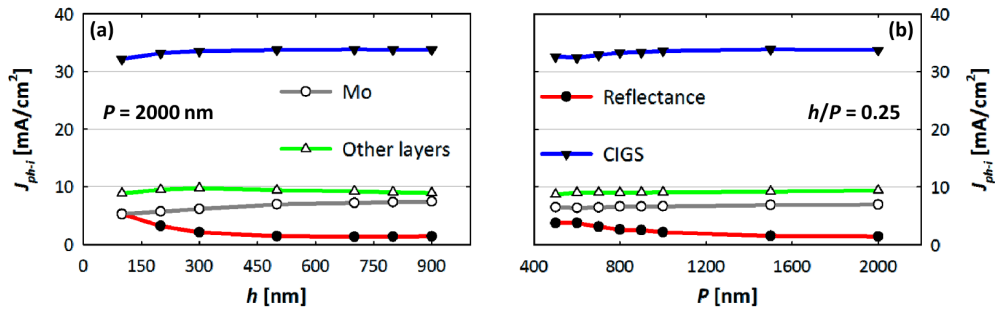 (a)
40
30
20
10
0
J_ph-i [mA/cm²]
P = 2000 nm
Mo
Other layers
0 150 300 450 600 750 900
h [nm]
(b)
Reflectance
h/P = 0.25
CIGS
40
30
20
10
0
J_ph-i [mA/cm²]
400 800 1200 1600 2000
P [nm]